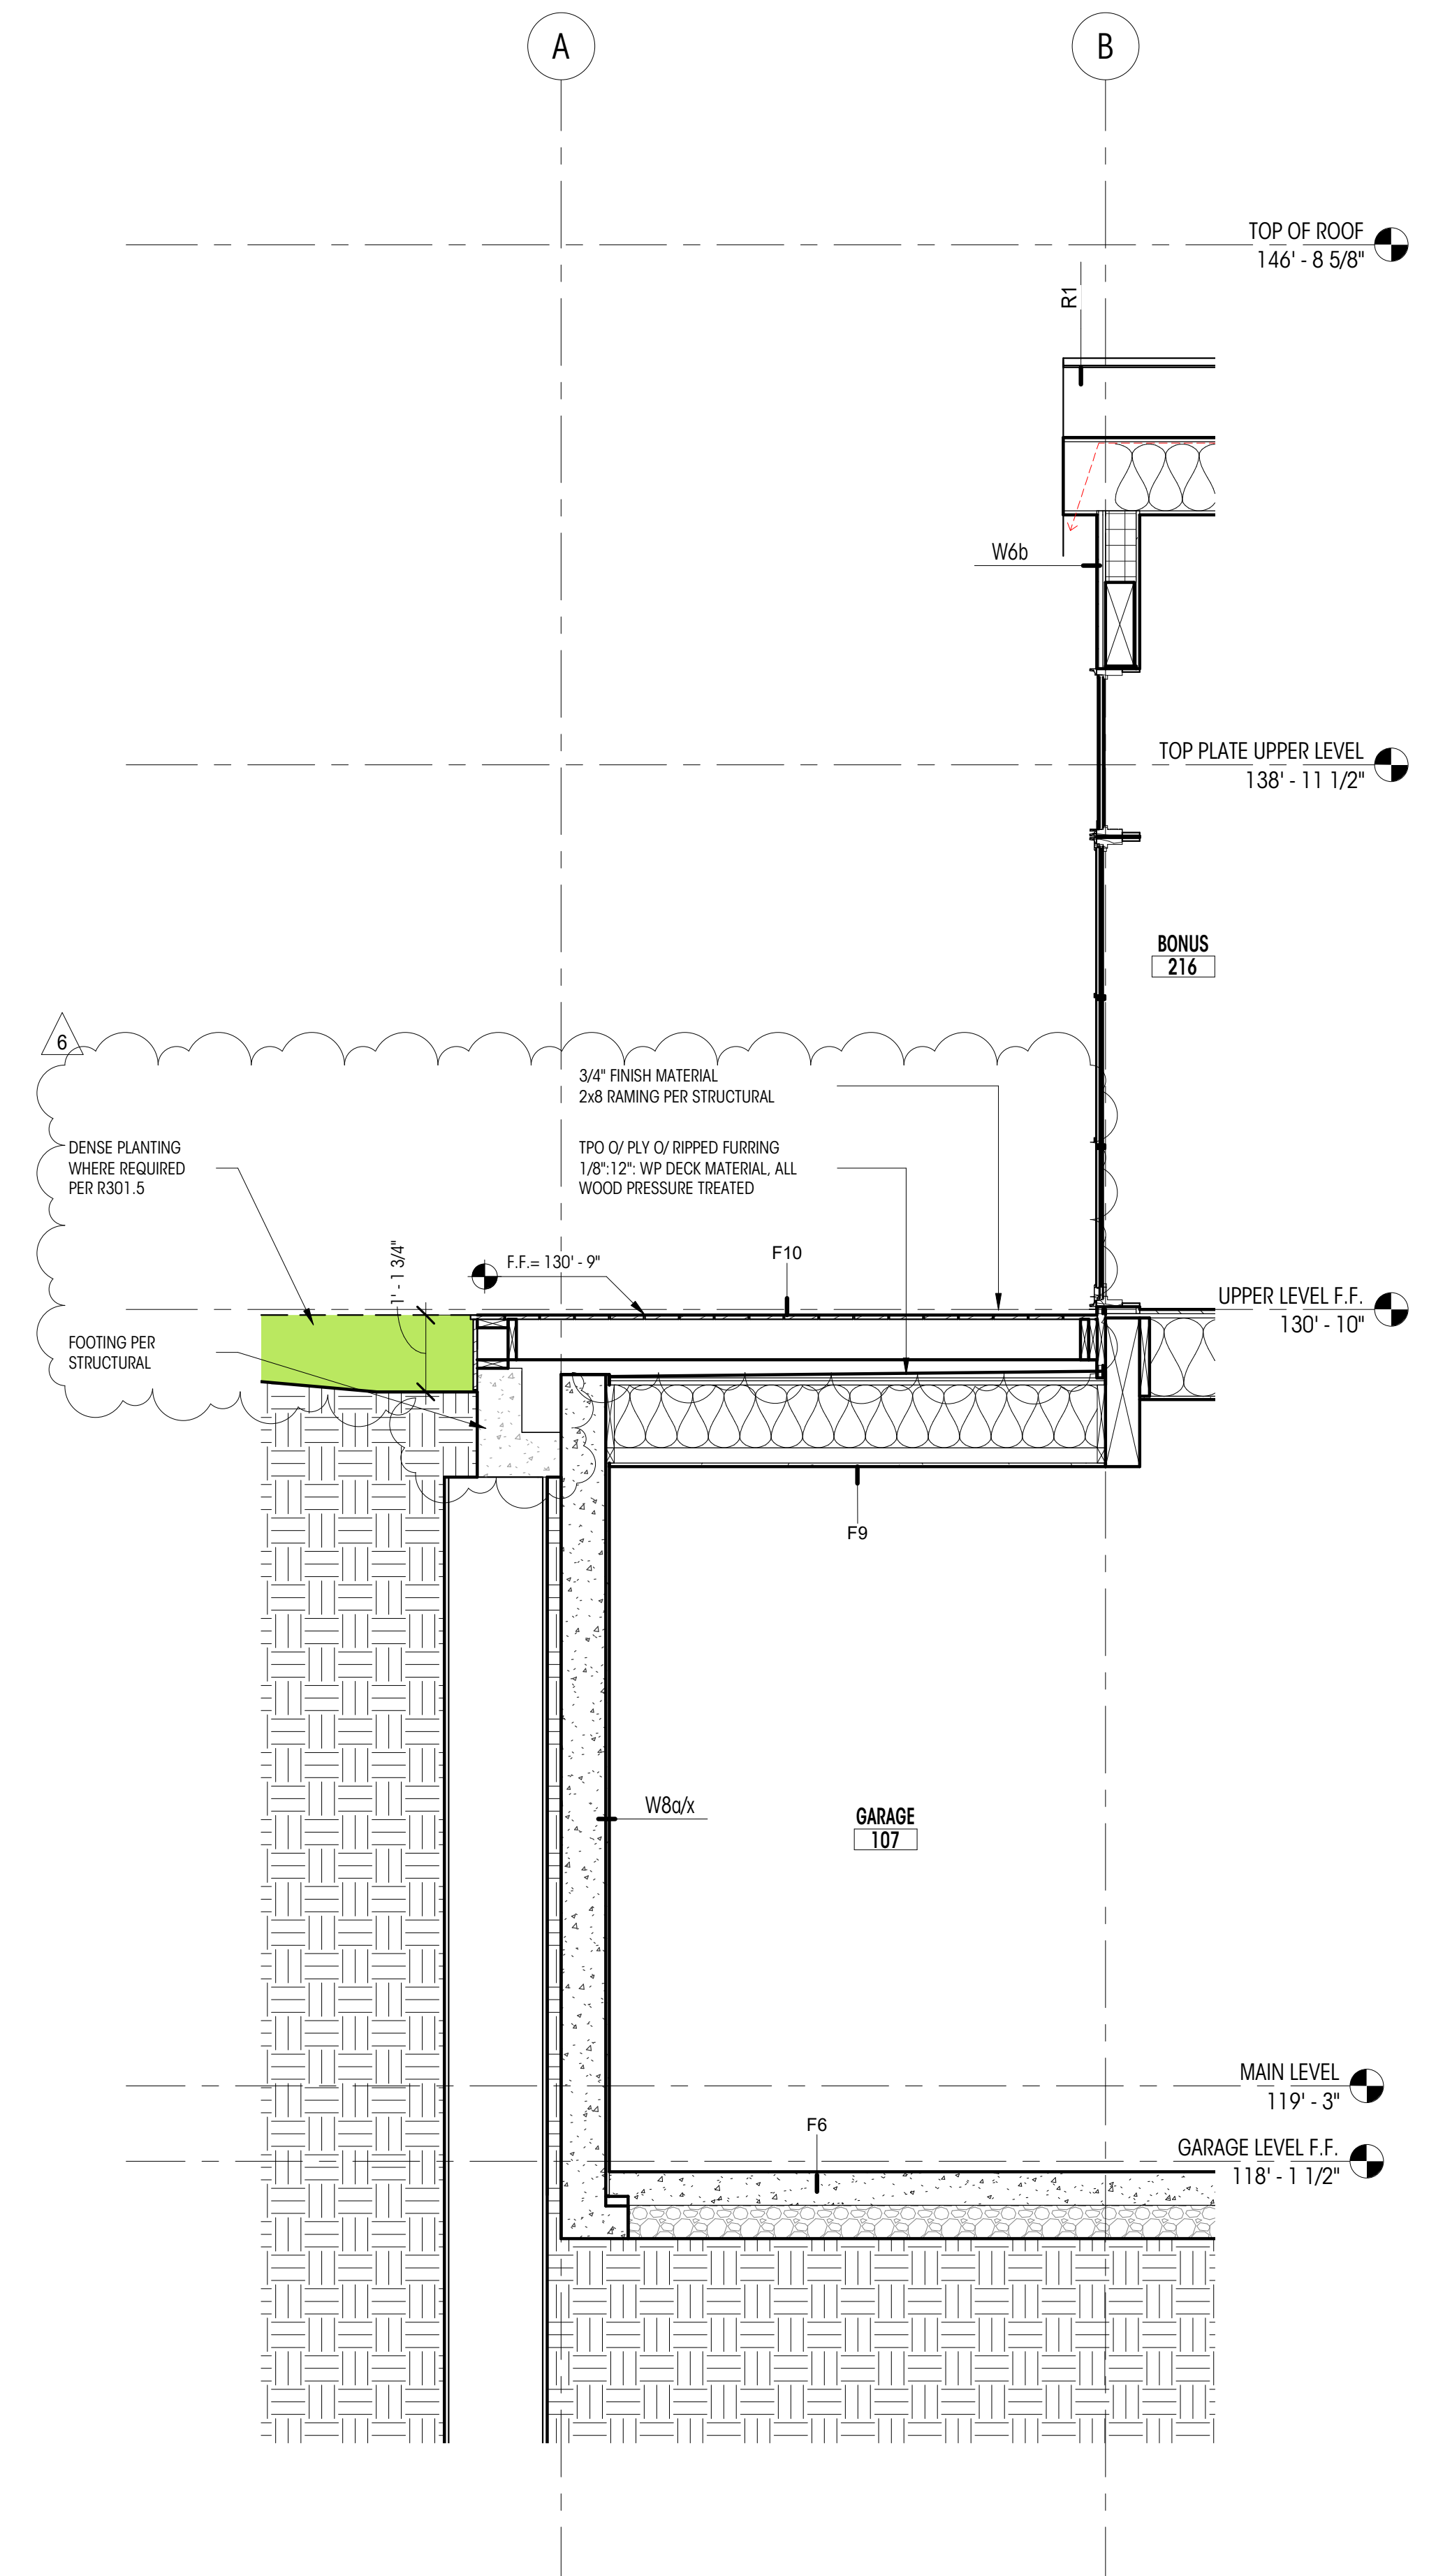 A
B
TOP OF ROOF
146' - 8 5/8"
R1
W6b
TOP PLATE UPPER LEVEL
138' - 11 1/2"
BONUS
216
6
3/4" FINISH MATERIAL
2x8 RAMING PER STRUCTURAL
DENSE PLANTING
WHERE REQUIRED
PER R301.5
TPO O/ PLY O/ RIPPED FURRING
1/8":12": WP DECK MATERIAL, ALL
WOOD PRESSURE TREATED
1' - 1 3/4"
F.F.= 130' - 9"
F10
UPPER LEVEL F.F.
130' - 10"
FOOTING PER
STRUCTURAL
F9
W8a/x
GARAGE
107
MAIN LEVEL
119' - 3"
F6
GARAGE LEVEL F.F.
118' - 1 1/2"